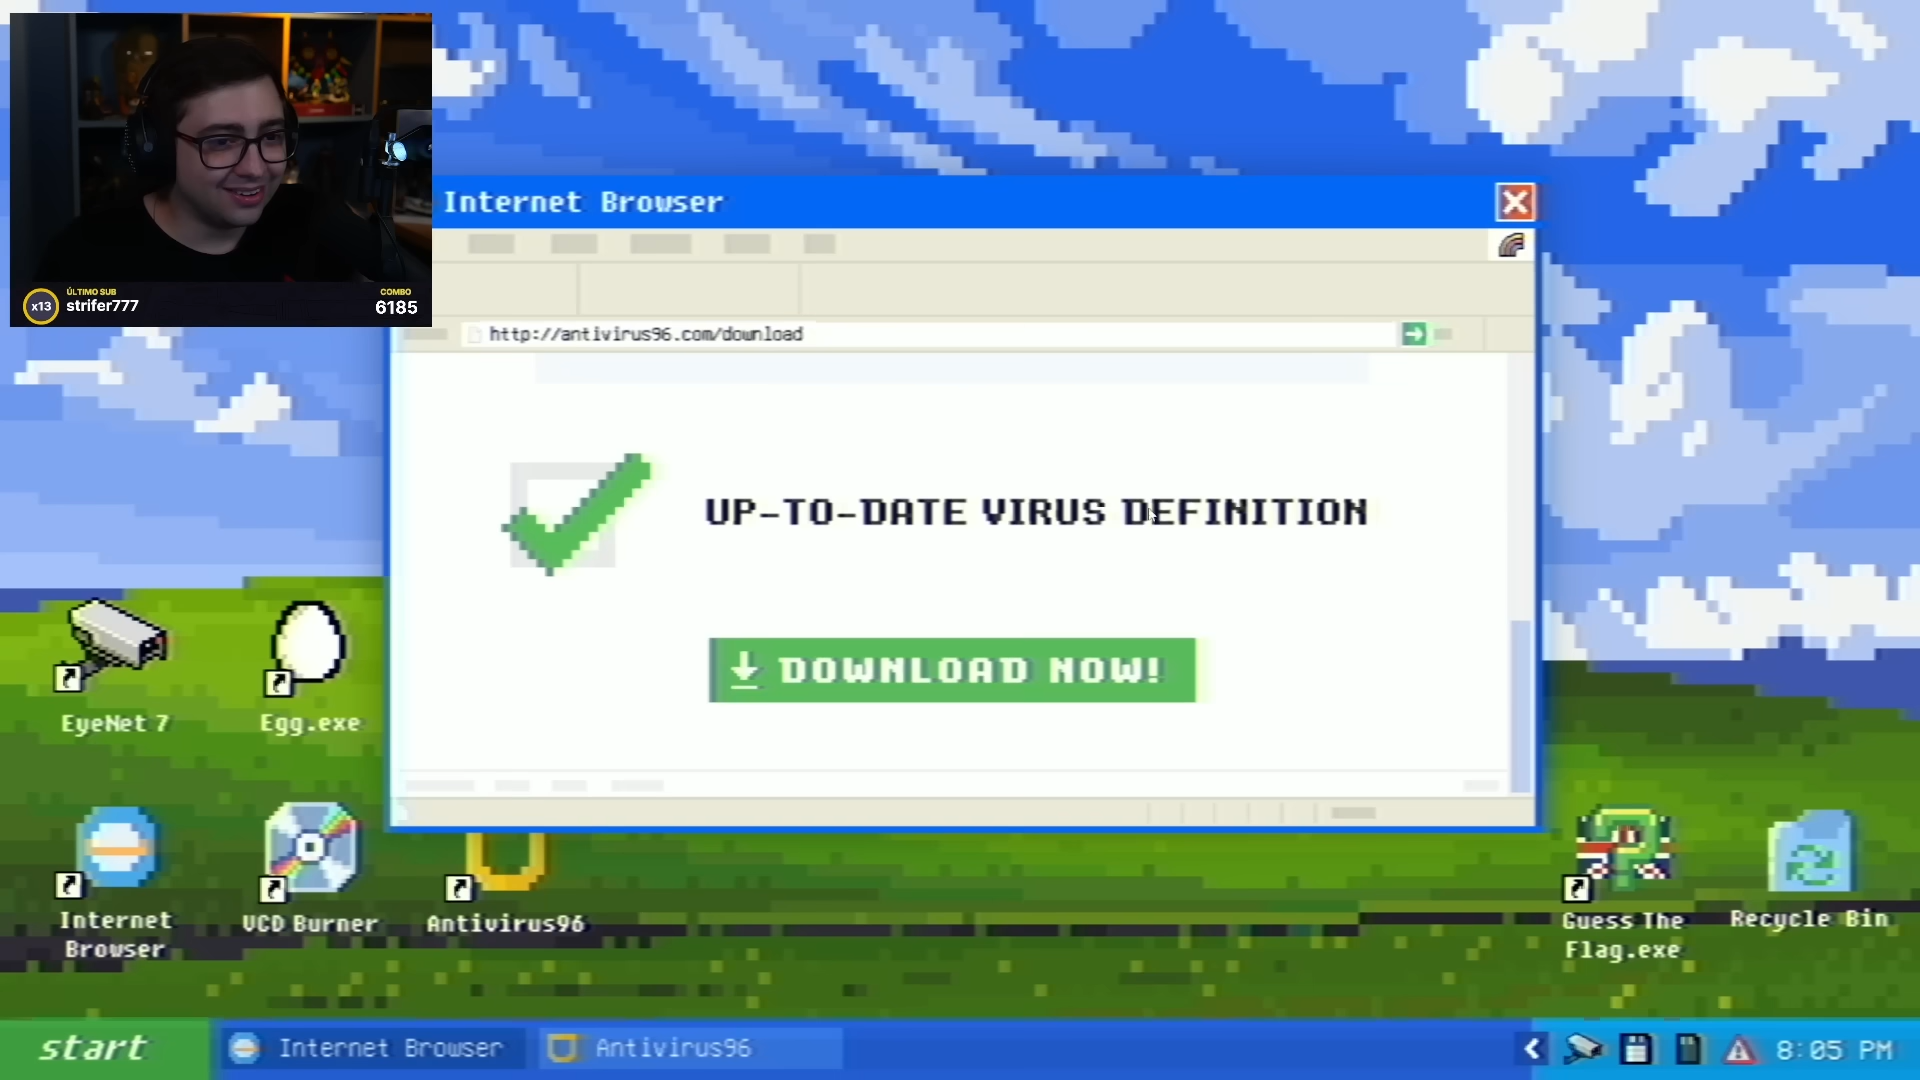 x13
ÚLTIMO SUB
strifer777
COMBO
6185
Internet Browser
http://antivirus96.com/download
UP-TO-DATE VIRUS DEFINITION
DOWNLOAD NOW!
EyeNet 7
Egg.exe
Internet
Browser
VCD Burner
Antivirus96
Guess The
Flag.exe
Recycle Bin
start
Internet Browser
Antivirus96
8:05 PM